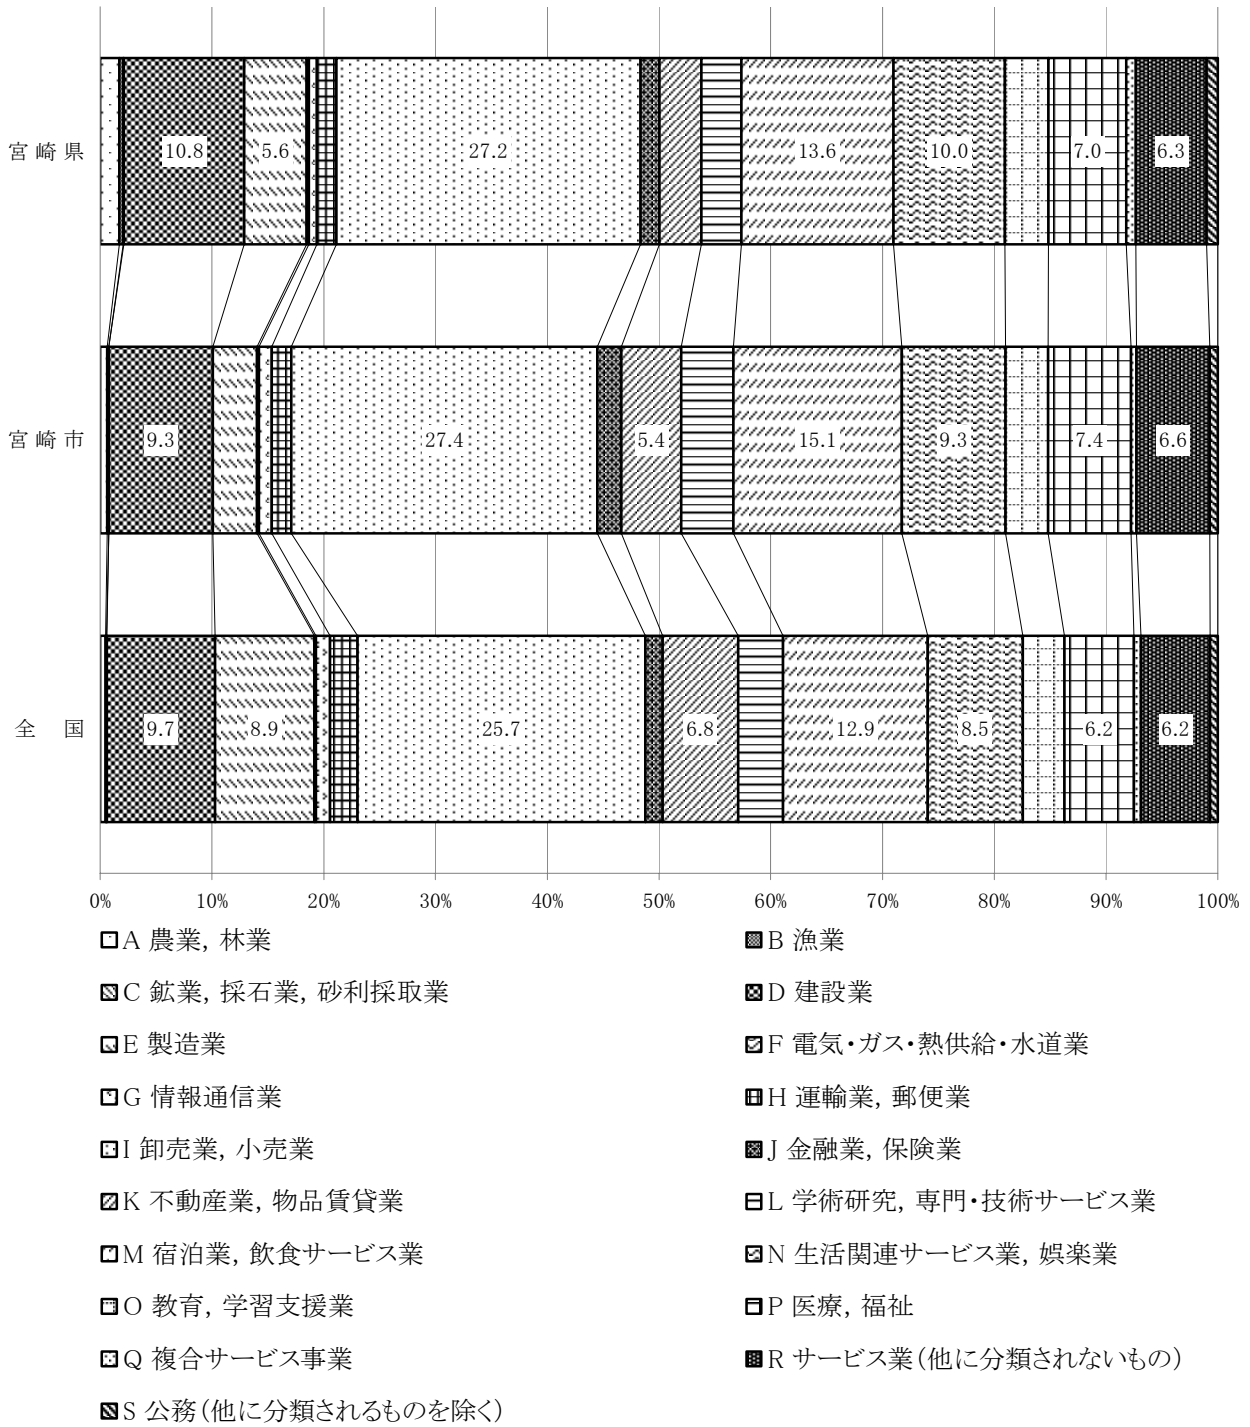 宮崎県 10.8 5.6 27.2 13.6 10.0 7.0 6.3
宮崎市 9.3 27.4 5.4 15.1 9.3 7.4 6.6
全 国 9.7 8.9 25.7 6.8 12.9 8.5 6.2 6.2
0% 10% 20% 30% 40% 50% 60% 70% 80% 90% 100%
A 農業, 林業 B 漁業
C 鉱業, 採石業, 砂利採取業 D 建設業
E 製造業 F 電気・ガス・熱供給・水道業
G 情報通信業 H 運輸業, 郵便業
I 卸売業, 小売業 J 金融業, 保険業
K 不動産業, 物品賃貸業 L 学術研究, 専門・技術サービス業
M 宿泊業, 飲食サービス業 N 生活関連サービス業, 娯楽業
O 教育, 学習支援業 P 医療, 福祉
Q 複合サービス事業 R サービス業(他に分類されないもの)
S 公務(他に分類されるものを除く)